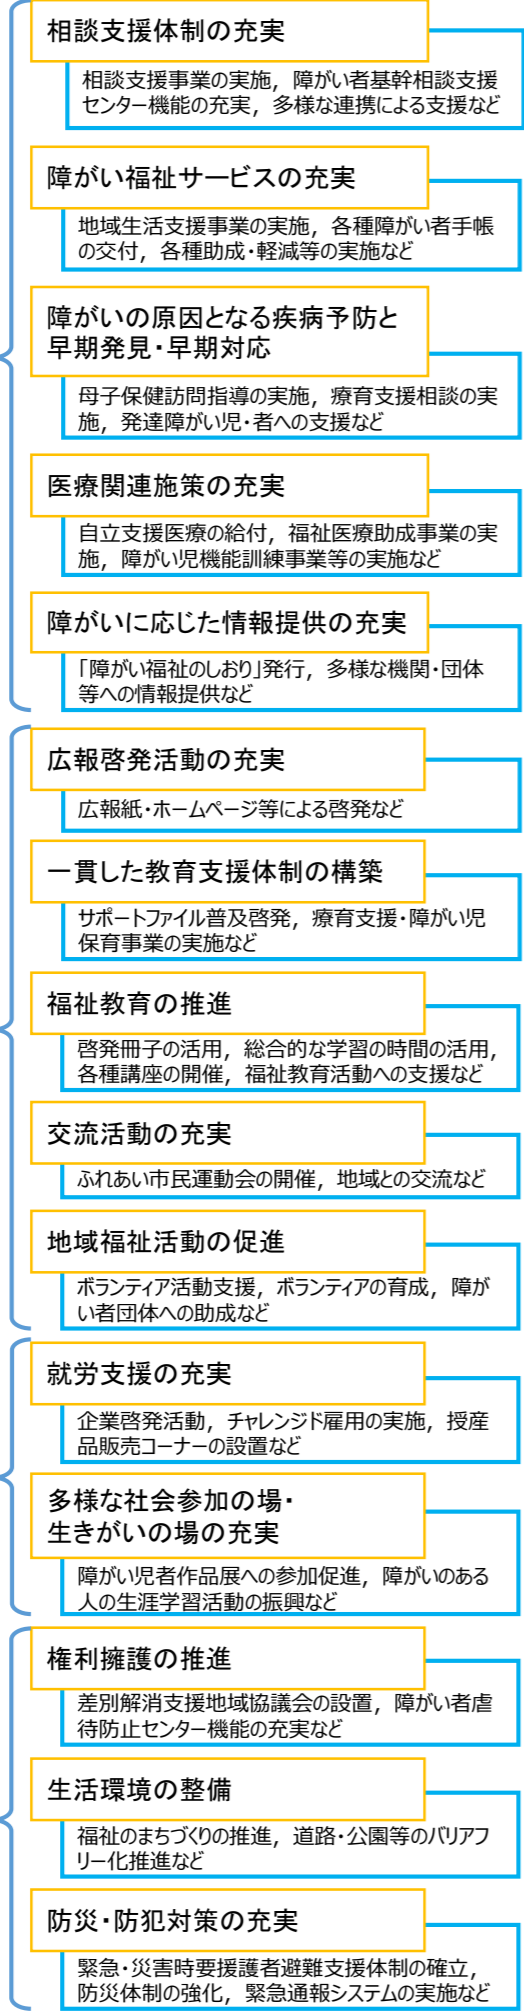 相談支援体制の充実
相談支援事業の実施，障がい者基幹相談支援
センター機能の充実，多様な連携による支援など
障がい福祉サービスの充実
地域生活支援事業の実施，各種障がい者手帳
の交付，各種助成・軽減等の実施など
障がいの原因となる疾病予防と
早期発見・早期対応
母子保健訪問指導の実施，療育支援相談の実
施，発達障がい児・者への支援など
医療関連施策の充実
自立支援医療の給付，福祉医療助成事業の実
施，障がい児機能訓練事業等の実施など
障がいに応じた情報提供の充実
「障がい福祉のしおり」発行，多様な機関・団体
等への情報提供など
広報啓発活動の充実
広報紙・ホームページ等による啓発など
一貫した教育支援体制の構築
サポートファイル普及啓発，療育支援・障がい児
保育事業の実施など
福祉教育の推進
啓発冊子の活用，総合的な学習の時間の活用，
各種講座の開催，福祉教育活動への支援など
交流活動の充実
ふれあい市民運動会の開催，地域との交流など
地域福祉活動の促進
ボランティア活動支援，ボランティアの育成，障が
い者団体への助成など
就労支援の充実
企業啓発活動，チャレンジド雇用の実施，授産
品販売コーナーの設置など
多様な社会参加の場・
生きがいの場の充実
障がい児者作品展への参加促進，障がいのある
人の生涯学習活動の振興など
権利擁護の推進
差別解消支援地域協議会の設置，障がい者虐
待防止センター機能の充実など
生活環境の整備
福祉のまちづくりの推進，道路・公園等のバリアフ
リー化推進など
防災・防犯対策の充実
緊急・災害時要援護者避難支援体制の確立，
防災体制の強化，緊急通報システムの実施など